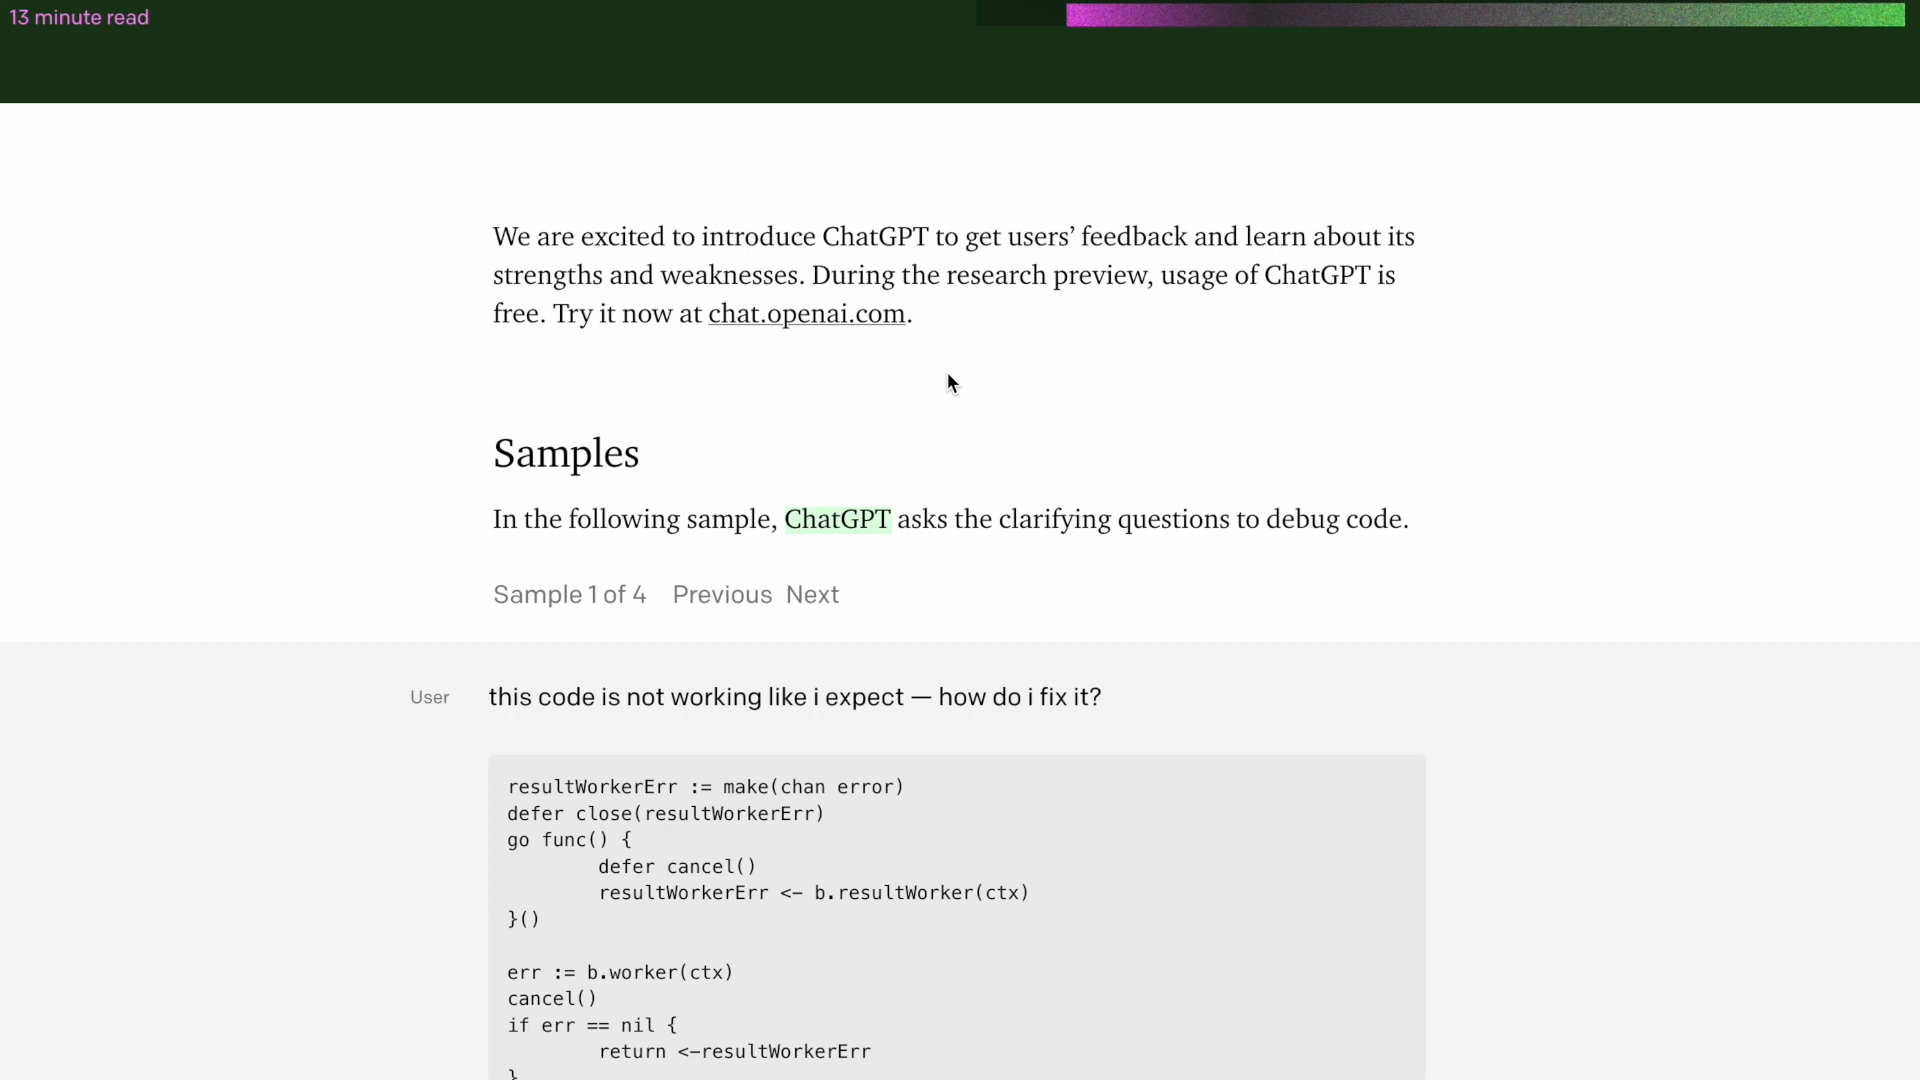 13 minute read
We are excited to introduce ChatGPT to get users’ feedback and learn about its
strengths and weaknesses. During the research preview, usage of ChatGPT is
free. Try it now at chat.openai.com.
Samples
In the following sample, ChatGPT asks the clarifying questions to debug code.
Sample 1 of 4 Previous Next
User this code is not working like i expect — how do i fix it?
resultWorkerErr := make(chan error)
defer close(resultWorkerErr)
go func() {
        defer cancel()
        resultWorkerErr <- b.resultWorker(ctx)
}()
err := b.worker(ctx)
cancel()
if err == nil {
        return <-resultWorkerErr
}